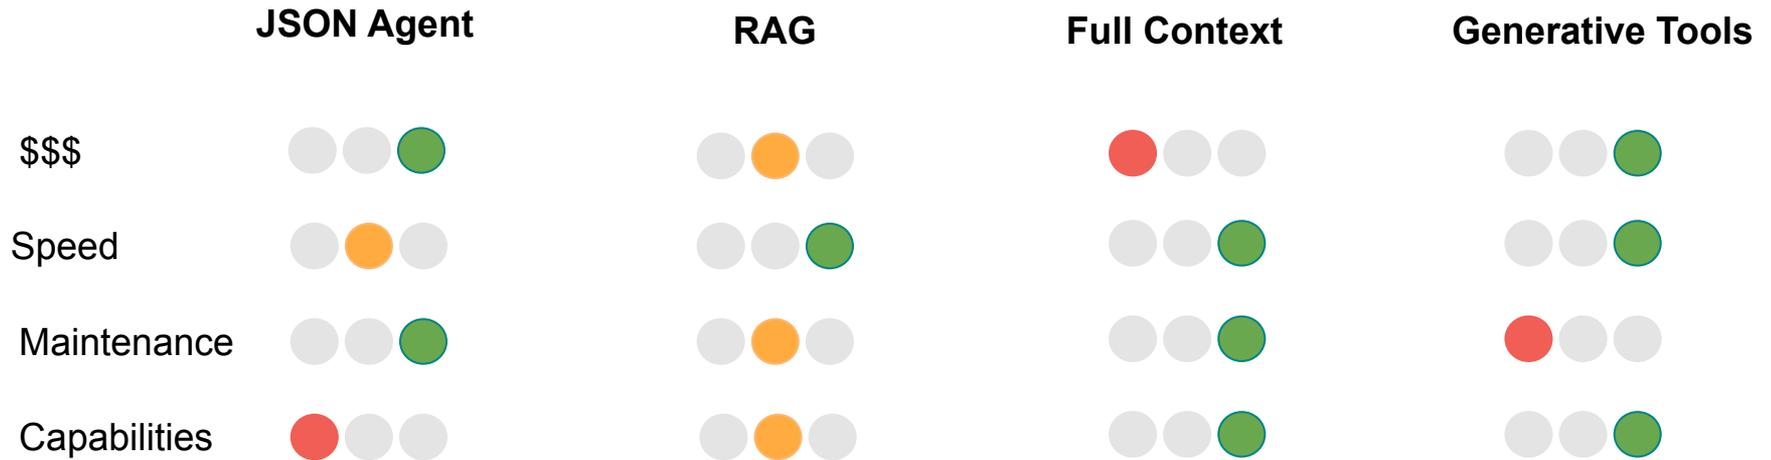 JSON Agent RAG Full Context Generative Tools
$$$
Speed
Maintenance
Capabilities